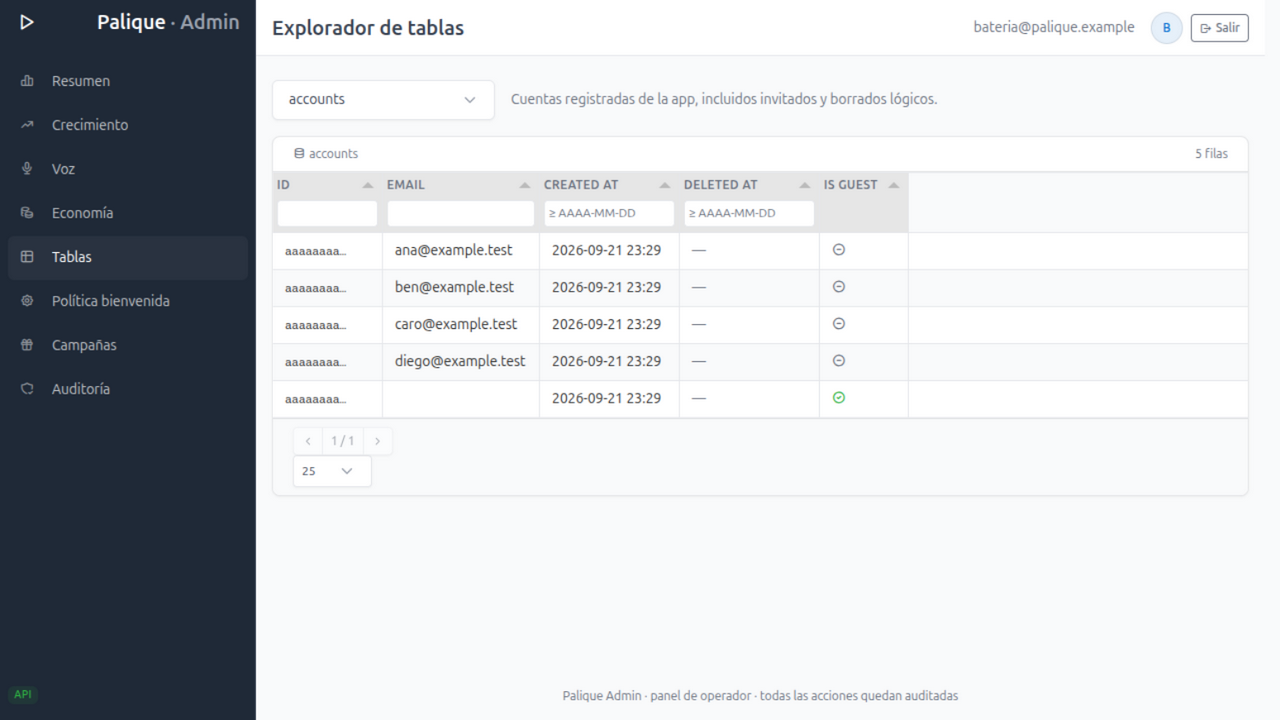 Palique · Admin
Explorador de tablas
bateria@palique.example
B
Salir
Resumen
Crecimiento
Voz
Economía
Tablas
Política bienvenida
Campañas
Auditoría
API
accounts
Cuentas registradas de la app, incluidos invitados y borrados lógicos.
accounts
5 filas
ID EMAIL CREATED AT DELETED AT IS GUEST
≥ AAAA-MM-DD ≥ AAAA-MM-DD
aaaaaaaa… ana@example.test 2026-09-21 23:29 —
aaaaaaaa… ben@example.test 2026-09-21 23:29 —
aaaaaaaa… caro@example.test 2026-09-21 23:29 —
aaaaaaaa… diego@example.test 2026-09-21 23:29 —
aaaaaaaa… 2026-09-21 23:29 —
1 / 1
25
Palique Admin · panel de operador · todas las acciones quedan auditadas